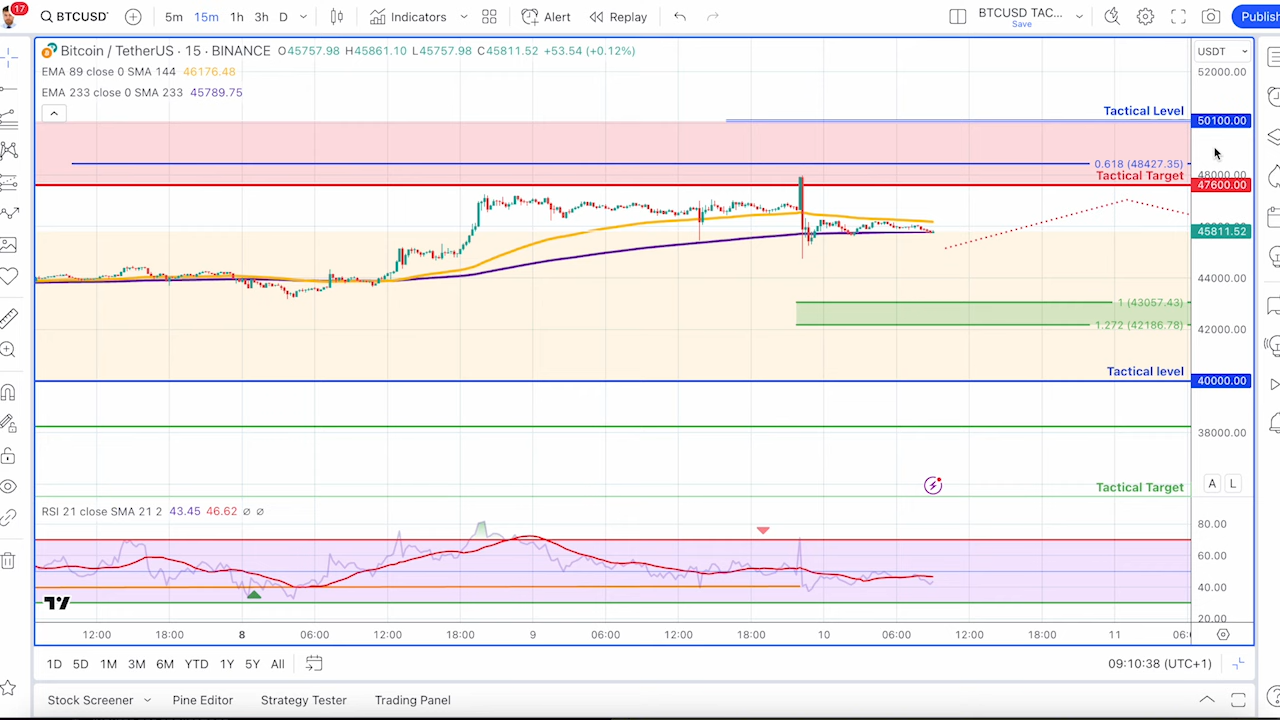 17
BTCUSD
5m 15m 1h 3h D
Indicators
Alert
Replay
BTCUSD TAC...
Save
Publis
Bitcoin / TetherUS · 15 · BINANCE O45757.98 H45861.10 L45757.98 C45811.52 +53.54 (+0.12%)
USDT
EMA 89 close 0 SMA 144 46176.48
52000.00
EMA 233 close 0 SMA 233 45789.75
Tactical Level
50100.00
0.618 (48427.35)
Tactical Target
48000.00
47600.00
45811.52
44000.00
1 (43057.43)
1.272 (42186.78)
42000.00
Tactical level
40000.00
38000.00
Tactical Target
A L
RSI 21 close SMA 21 2 43.45 46.62 ∅ ∅
80.00
60.00
40.00
20.00
12:00 18:00 8 06:00 12:00 18:00 9 06:00 12:00 18:00 10 06:00 12:00 18:00 11 06:
1D 5D 1M 3M 6M YTD 1Y 5Y All
09:10:38 (UTC+1)
Stock Screener Pine Editor Strategy Tester Trading Panel